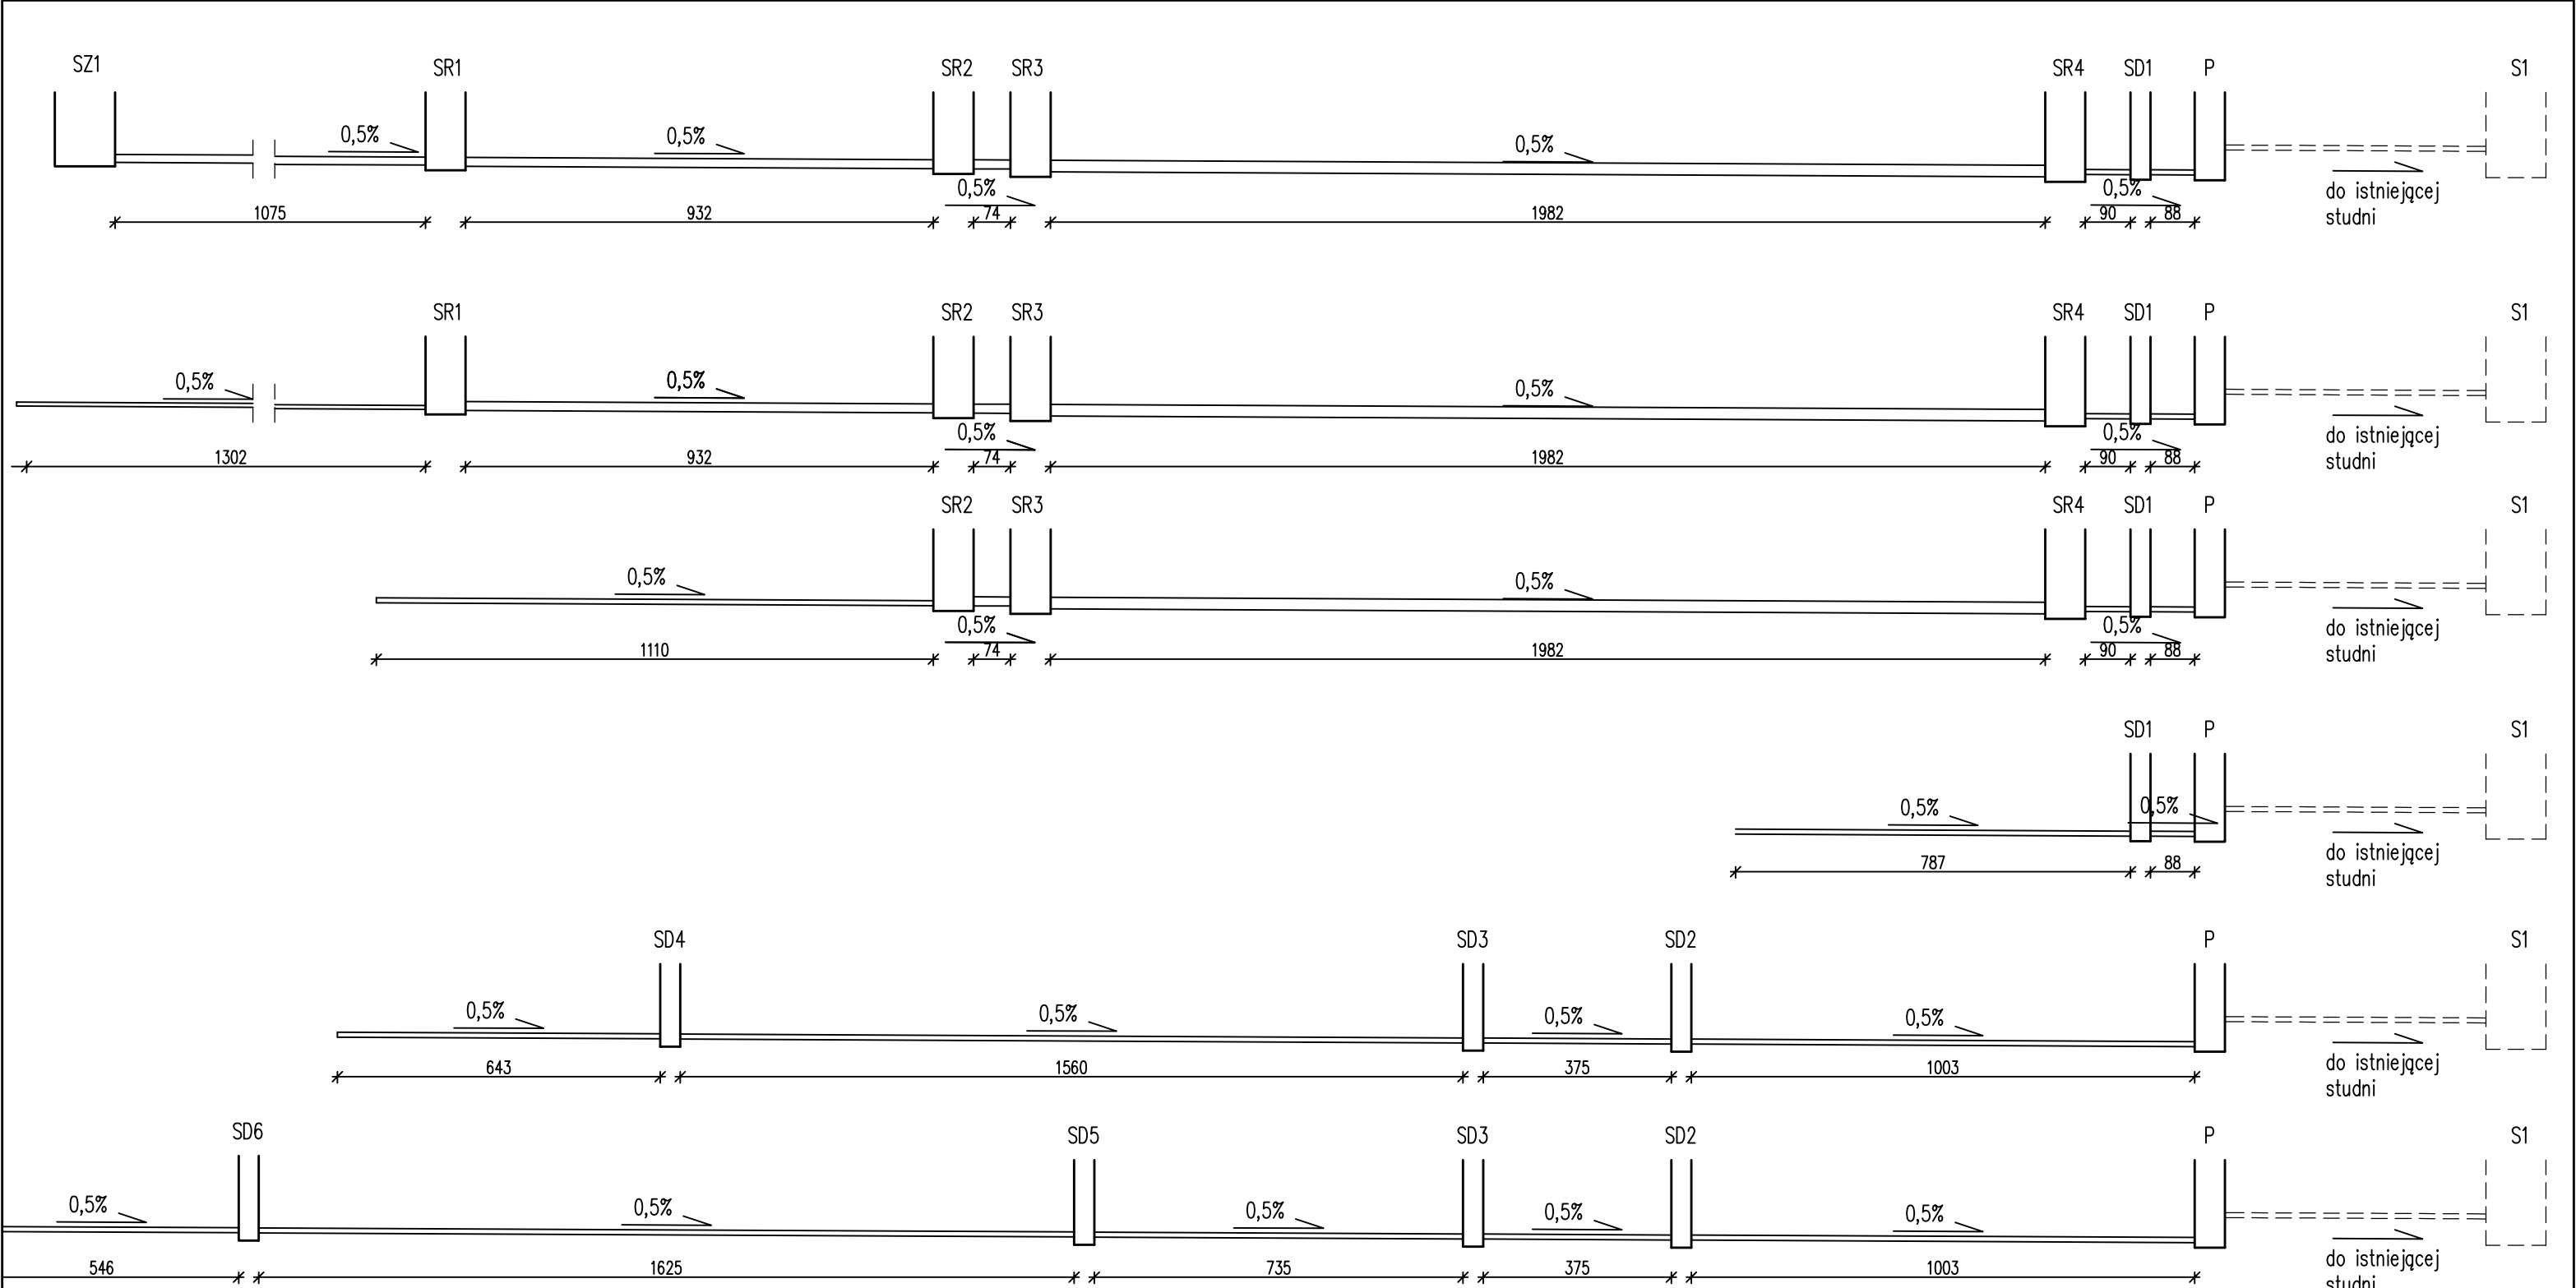 SZ1 SR1 SR2 SR3 SR4 SD1 P S1
0,5% 0,5% 0,5%
0,5% 0,5% do istniejącej
studni
1075 932 74 1982 90 88
SR1 SR2 SR3 SR4 SD1 P S1
0,5% 0,5% 0,5%
0,5% 0,5% do istniejącej
studni
1302 932 74 1982 90 88
SR2 SR3 SR4 SD1 P S1
0,5% 0,5%
0,5% 0,5% do istniejącej
studni
1110 74 1982 90 88
SD1 P S1
0,5% 0,5%
do istniejącej
studni
787 88
SD4 SD3 SD2 P S1
0,5% 0,5% 0,5% 0,5%
do istniejącej
studni
643 1560 375 1003
SD6 SD5 SD3 SD2 P S1
0,5% 0,5% 0,5% 0,5% 0,5%
do istniejącej
studni
546 1625 735 375 1003